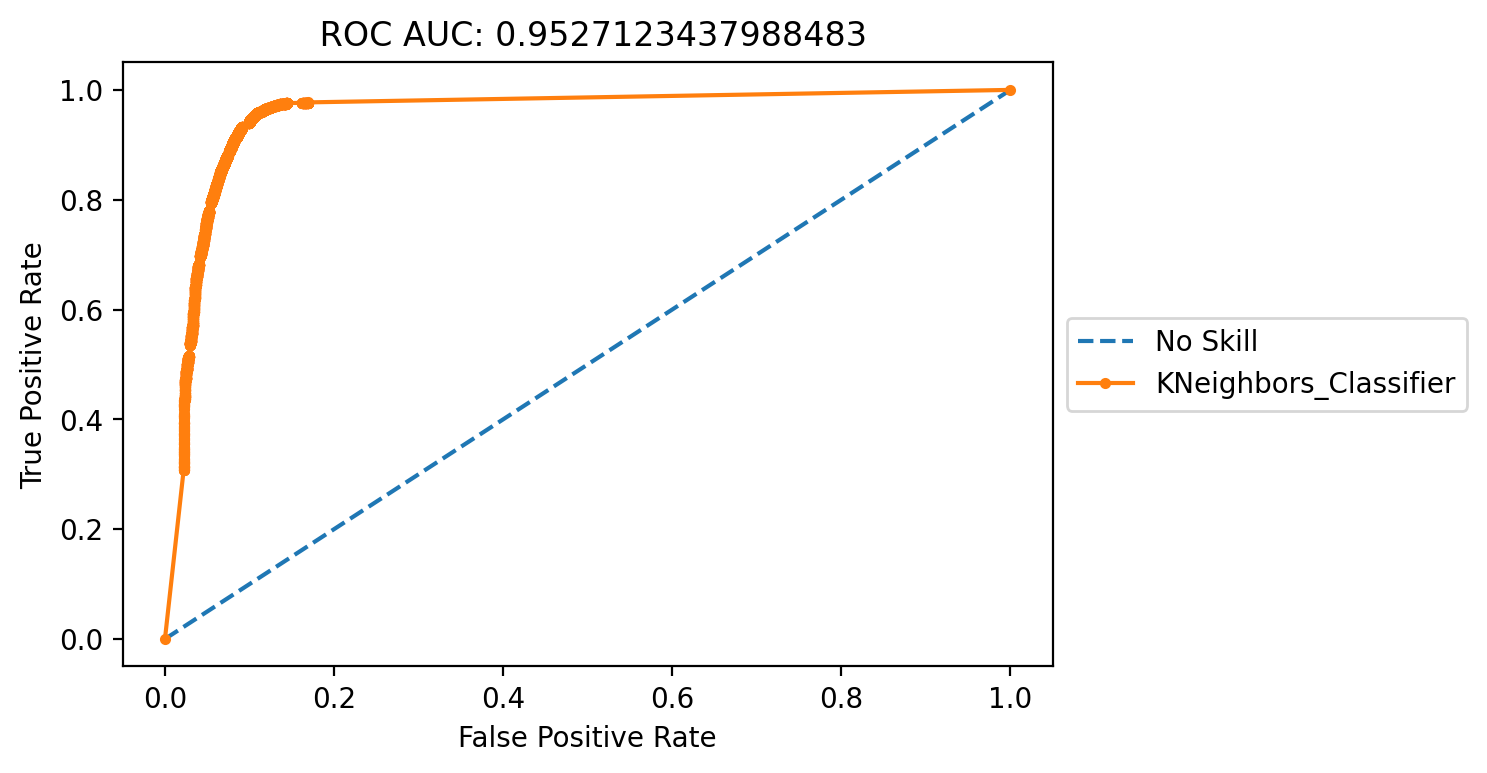 ROC AUC: 0.9527123437988483
1.0
0.8
0.6
0.4
0.2
0.0
True Positive Rate
0.0 0.2 0.4 0.6 0.8 1.0
False Positive Rate
No Skill
KNeighbors_Classifier